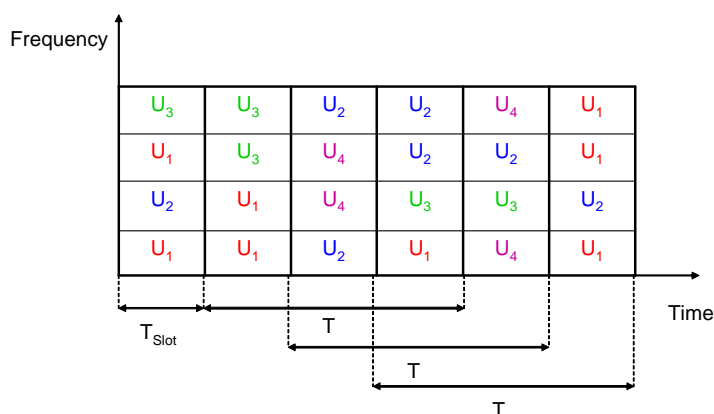 Frequency
U₃ U₃ U₂ U₂ U₄ U₁
U₁ U₃ U₄ U₂ U₂ U₁
U₂ U₁ U₄ U₃ U₃ U₂
U₁ U₁ U₂ U₁ U₄ U₁
Time
T_Slot
T
T
T